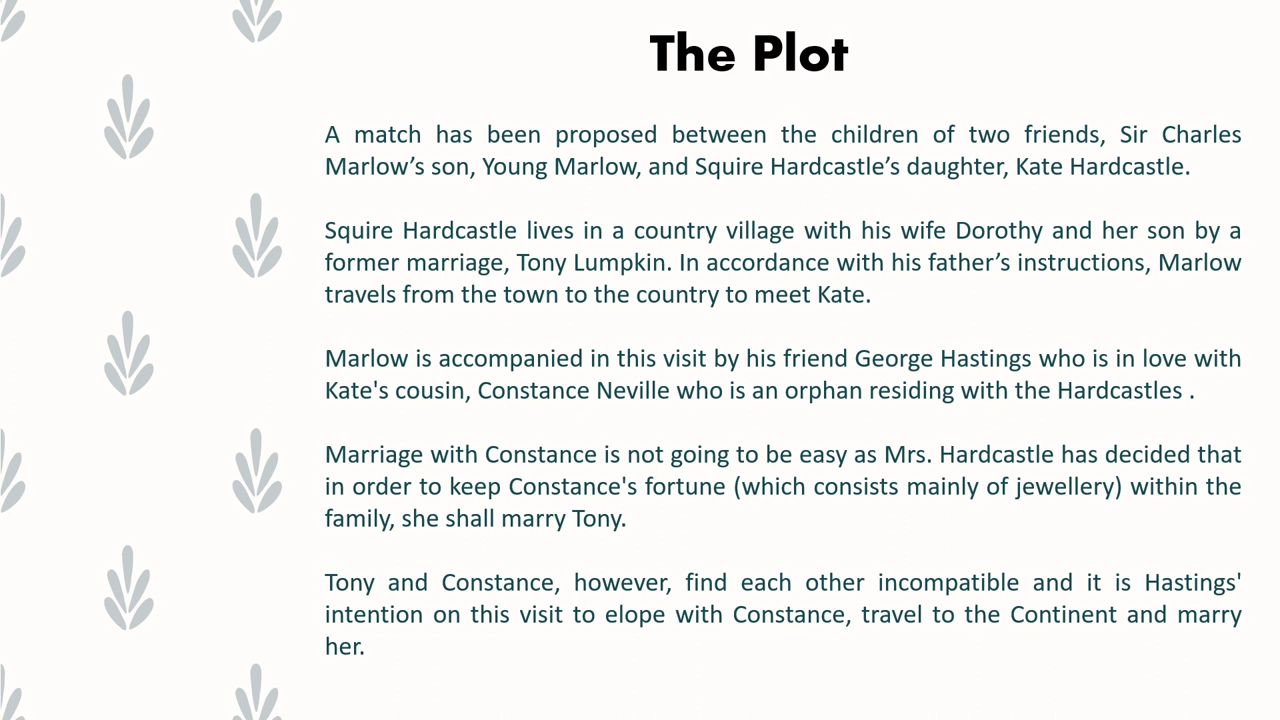 The Plot
A match has been proposed between the children of two friends, Sir Charles
Marlow’s son, Young Marlow, and Squire Hardcastle’s daughter, Kate Hardcastle.
Squire Hardcastle lives in a country village with his wife Dorothy and her son by a
former marriage, Tony Lumpkin. In accordance with his father’s instructions, Marlow
travels from the town to the country to meet Kate.
Marlow is accompanied in this visit by his friend George Hastings who is in love with
Kate's cousin, Constance Neville who is an orphan residing with the Hardcastles .
Marriage with Constance is not going to be easy as Mrs. Hardcastle has decided that
in order to keep Constance's fortune (which consists mainly of jewellery) within the
family, she shall marry Tony.
Tony and Constance, however, find each other incompatible and it is Hastings'
intention on this visit to elope with Constance, travel to the Continent and marry
her.